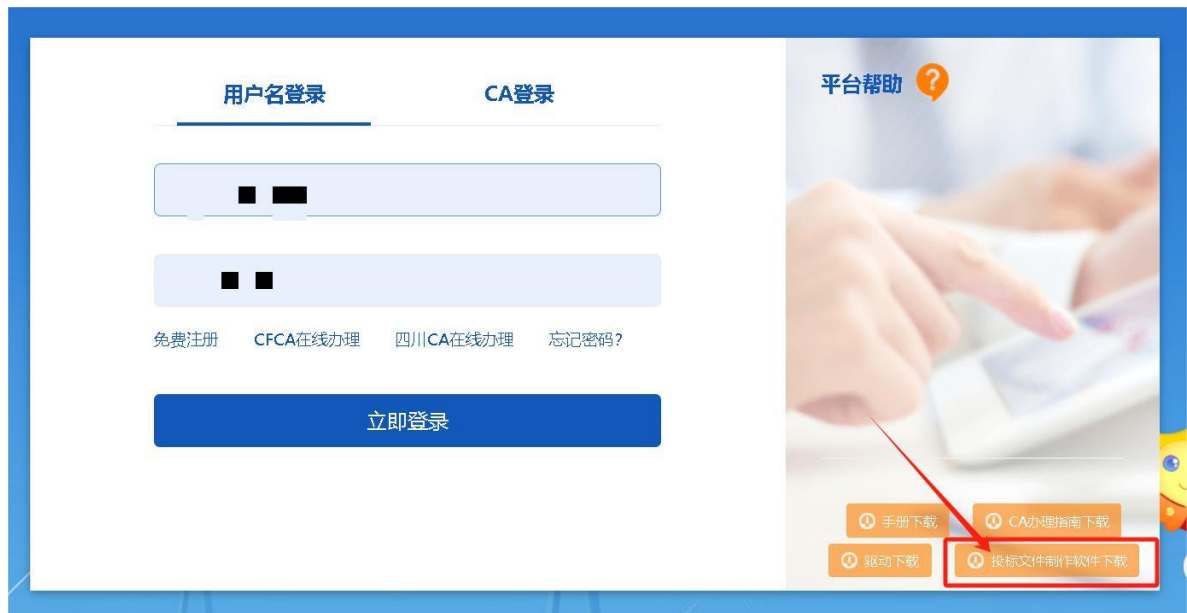 用户名登录 CA登录
免费注册 CFCA在线办理 四川CA在线办理 忘记密码?
立即登录
平台帮助 ?
手册下载 CA办理指南下载
驱动下载 投标文件制作软件下载